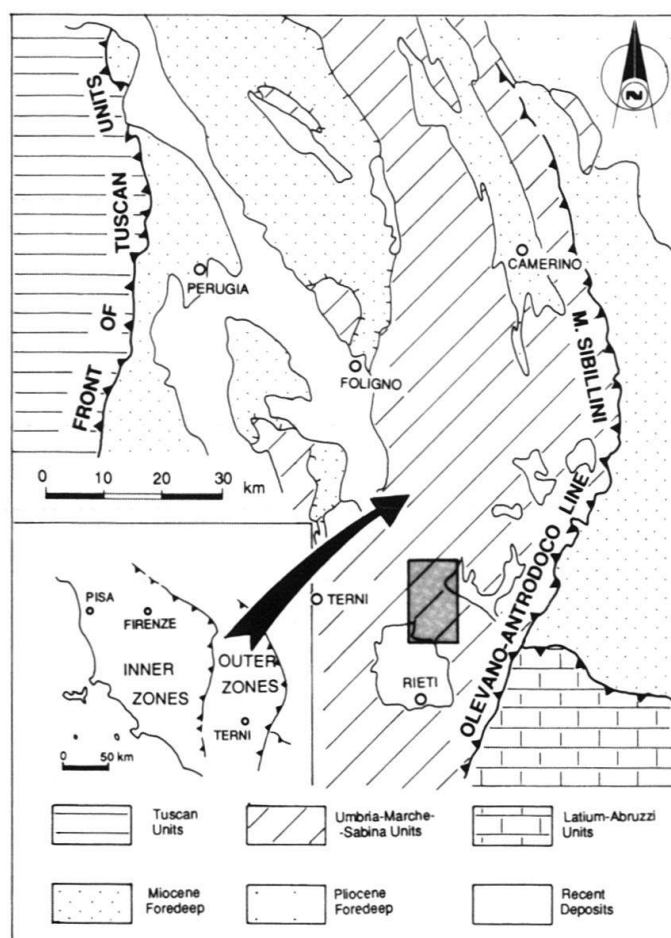 FRONT OF TUSCAN UNITS
N
PERUGIA
CAMERINO
M. SIBILLINI
FOLIGNO
0 10 20 30
km
OLEVANO-ANTRODOCO LINE
TERNI
RIETI
PISA
FIRENZE
INNER
ZONES
OUTER
ZONES
TERNI
0 50 km
Tuscan
Units
Umbria-Marche-
-Sabina Units
Latium-Abruzzi
Units
Miocene
Foredeep
Pliocene
Foredeep
Recent
Deposits